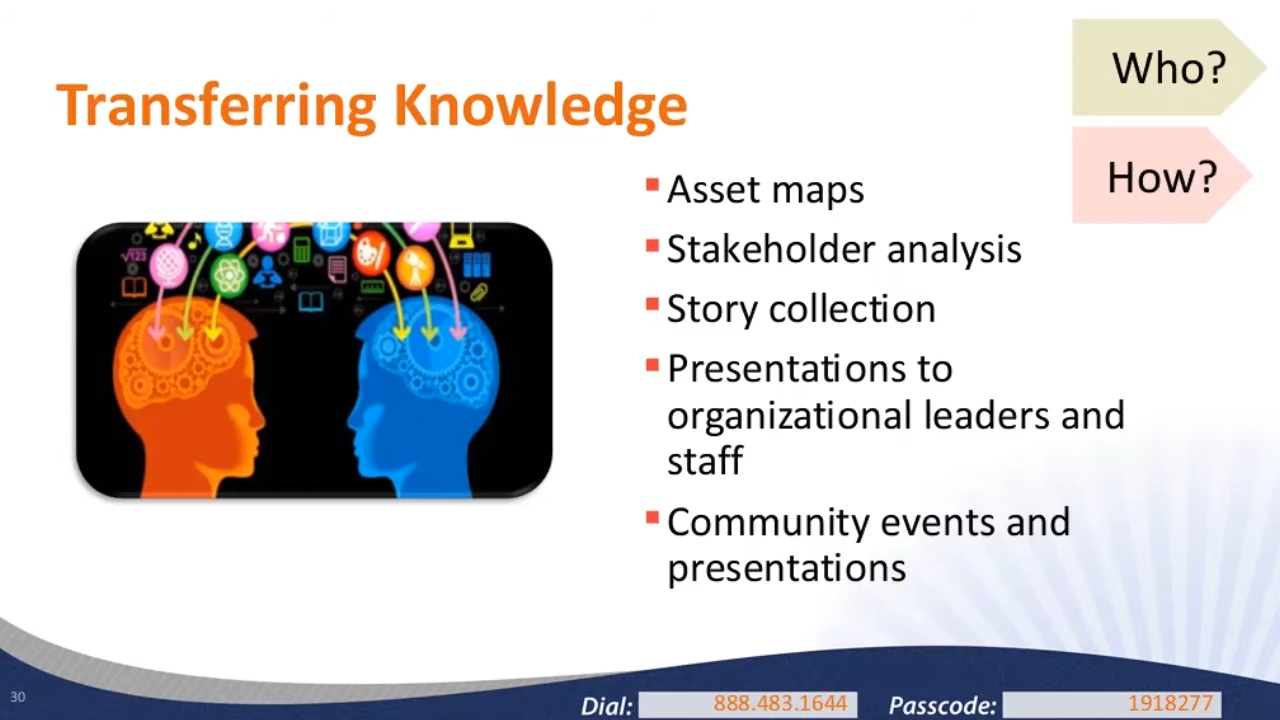 Who?
Transferring Knowledge
How?
Asset maps
Stakeholder analysis
Story collection
Presentations to
organizational leaders and
staff
Community events and
presentations
√123
30
Dial: 888.483.1644 Passcode: 1918277